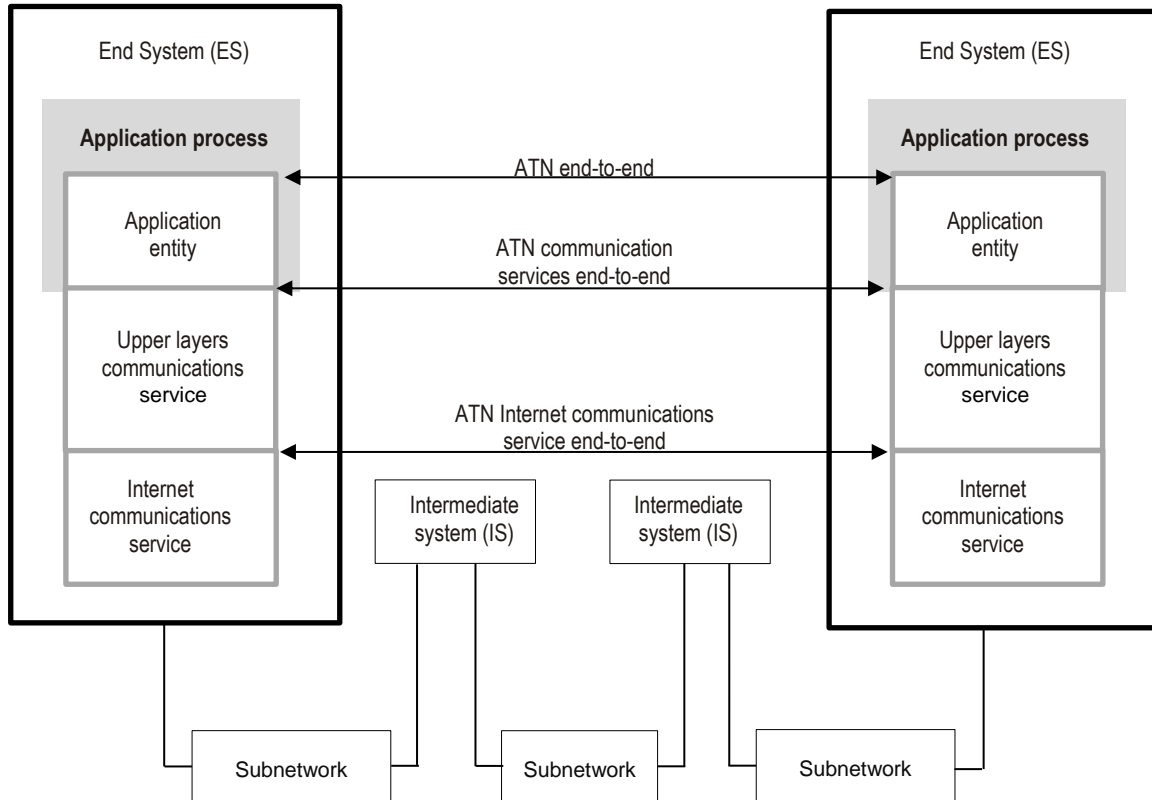 End System (ES)
End System (ES)
Application process
Application process
ATN end-to-end
Application
entity
Application
entity
ATN communication
services end-to-end
Upper layers
communications
service
Upper layers
communications
service
ATN Internet communications
service end-to-end
Internet
communications
service
Intermediate
system (IS)
Intermediate
system (IS)
Internet
communications
service
Subnetwork
Subnetwork
Subnetwork